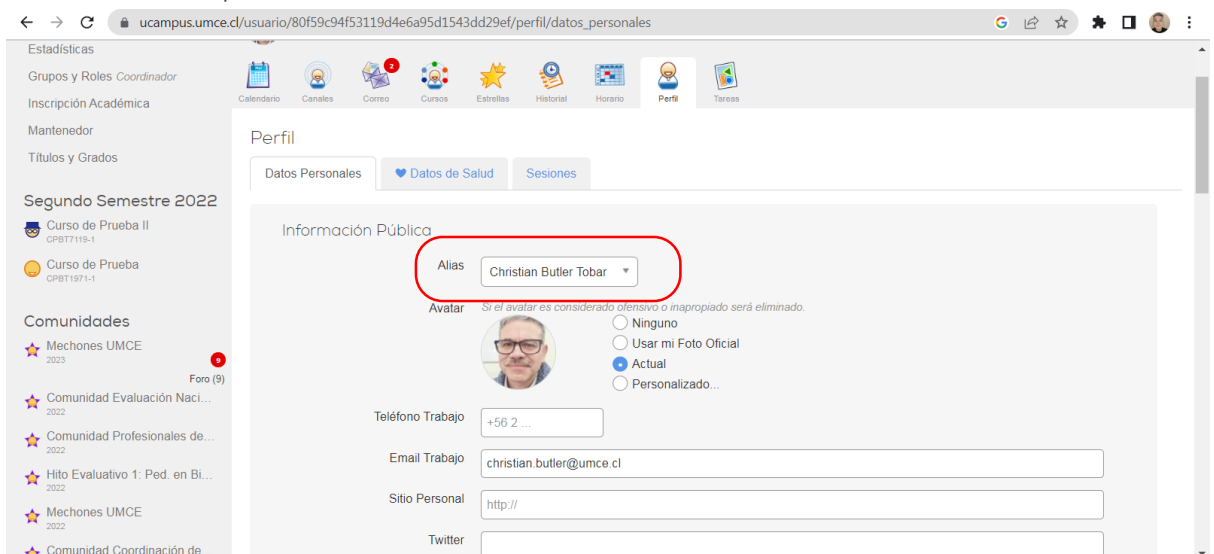 ucampus.umce.cl/usuario/80f59c94f53119d4e6a95d1543dd29ef/perfil/datos_personales
Estadísticas
Grupos y Roles Coordinador
Inscripción Académica
Mantenedor
Títulos y Grados
Segundo Semestre 2022
Curso de Prueba II
CPBT7119-1
Curso de Prueba
CPBT1971-1
Comunidades
Mechones UMCE
2023
9
Foro (9)
Comunidad Evaluación Naci...
2022
Comunidad Profesionales de...
2022
Hito Evaluativo 1: Ped. en Bi...
2022
Mechones UMCE
2022
Comunidad Coordinación de
2
Calendario Canales Correo Cursos Estrellas Historial Horario Perfil Tareas
Perfil
Datos Personales Datos de Salud Sesiones
Información Pública
Alias Christian Butler Tobar
Avatar Si el avatar es considerado ofensivo o inapropiado será eliminado.
Ninguno
Usar mi Foto Oficial
Actual
Personalizado...
Teléfono Trabajo +56 2 ...
Email Trabajo christian.butler@umce.cl
Sitio Personal http://
Twitter